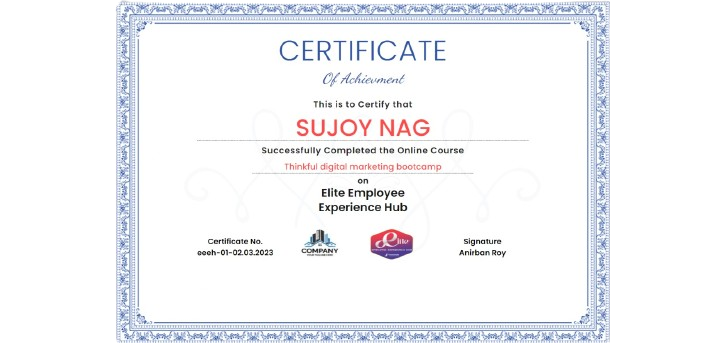 CERTIFICATE
Of Achievment
This is to Certify that
SUJOY NAG
Successfully Completed the Online Course
Thinkful digital marketing bootcamp
on
Elite Employee
Experience Hub
Certificate No.
eeeh-01-02.03.2023
COMPANY
Elite
Signature
Anirban Roy